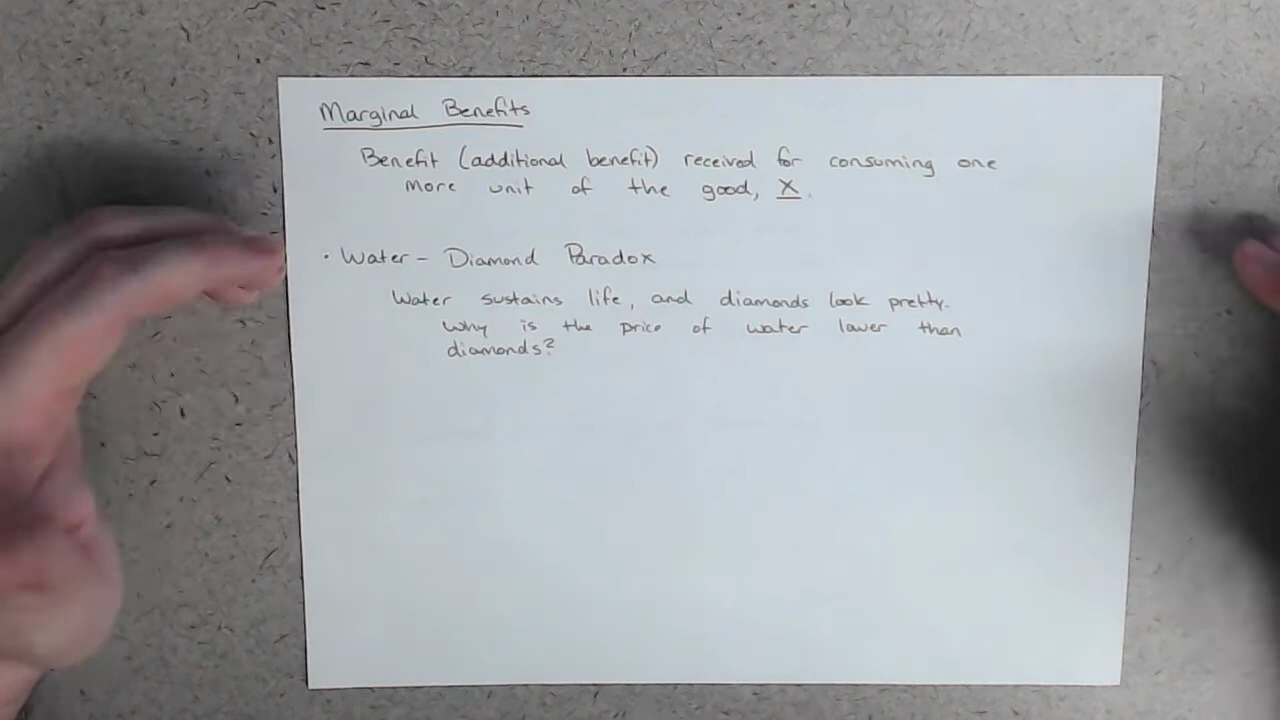 Marginal Benefits
Benefit (additional benefit) received for consuming one
more unit of the good, X.
• Water - Diamond Paradox
Water sustains life, and diamonds look pretty.
Why is the price of water lower than
diamonds?